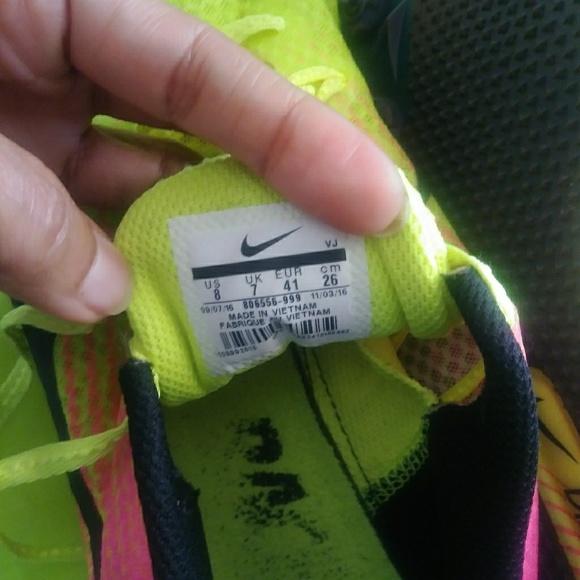 VJ
US UK EUR cm
8 7 41 26
09/07/16 806556-999 11/03/16
MADE IN VIETNAM
FABRIQUE VIETNAM